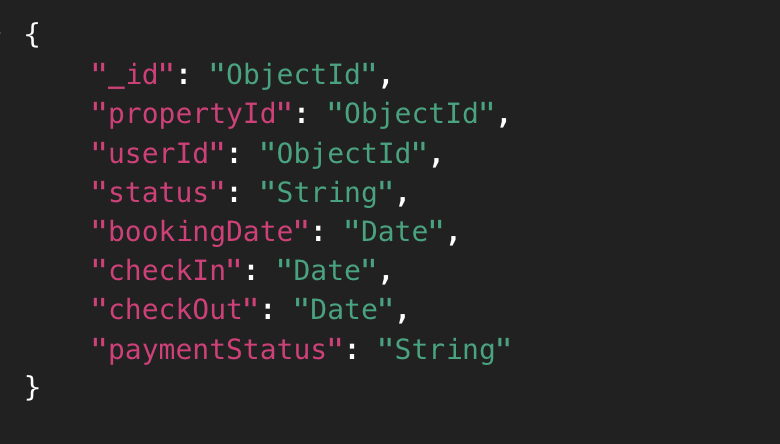 {
"_id": "ObjectId",
"propertyId": "ObjectId",
"userId": "ObjectId",
"status": "String",
"bookingDate": "Date",
"checkIn": "Date",
"checkOut": "Date",
"paymentStatus": "String"
}